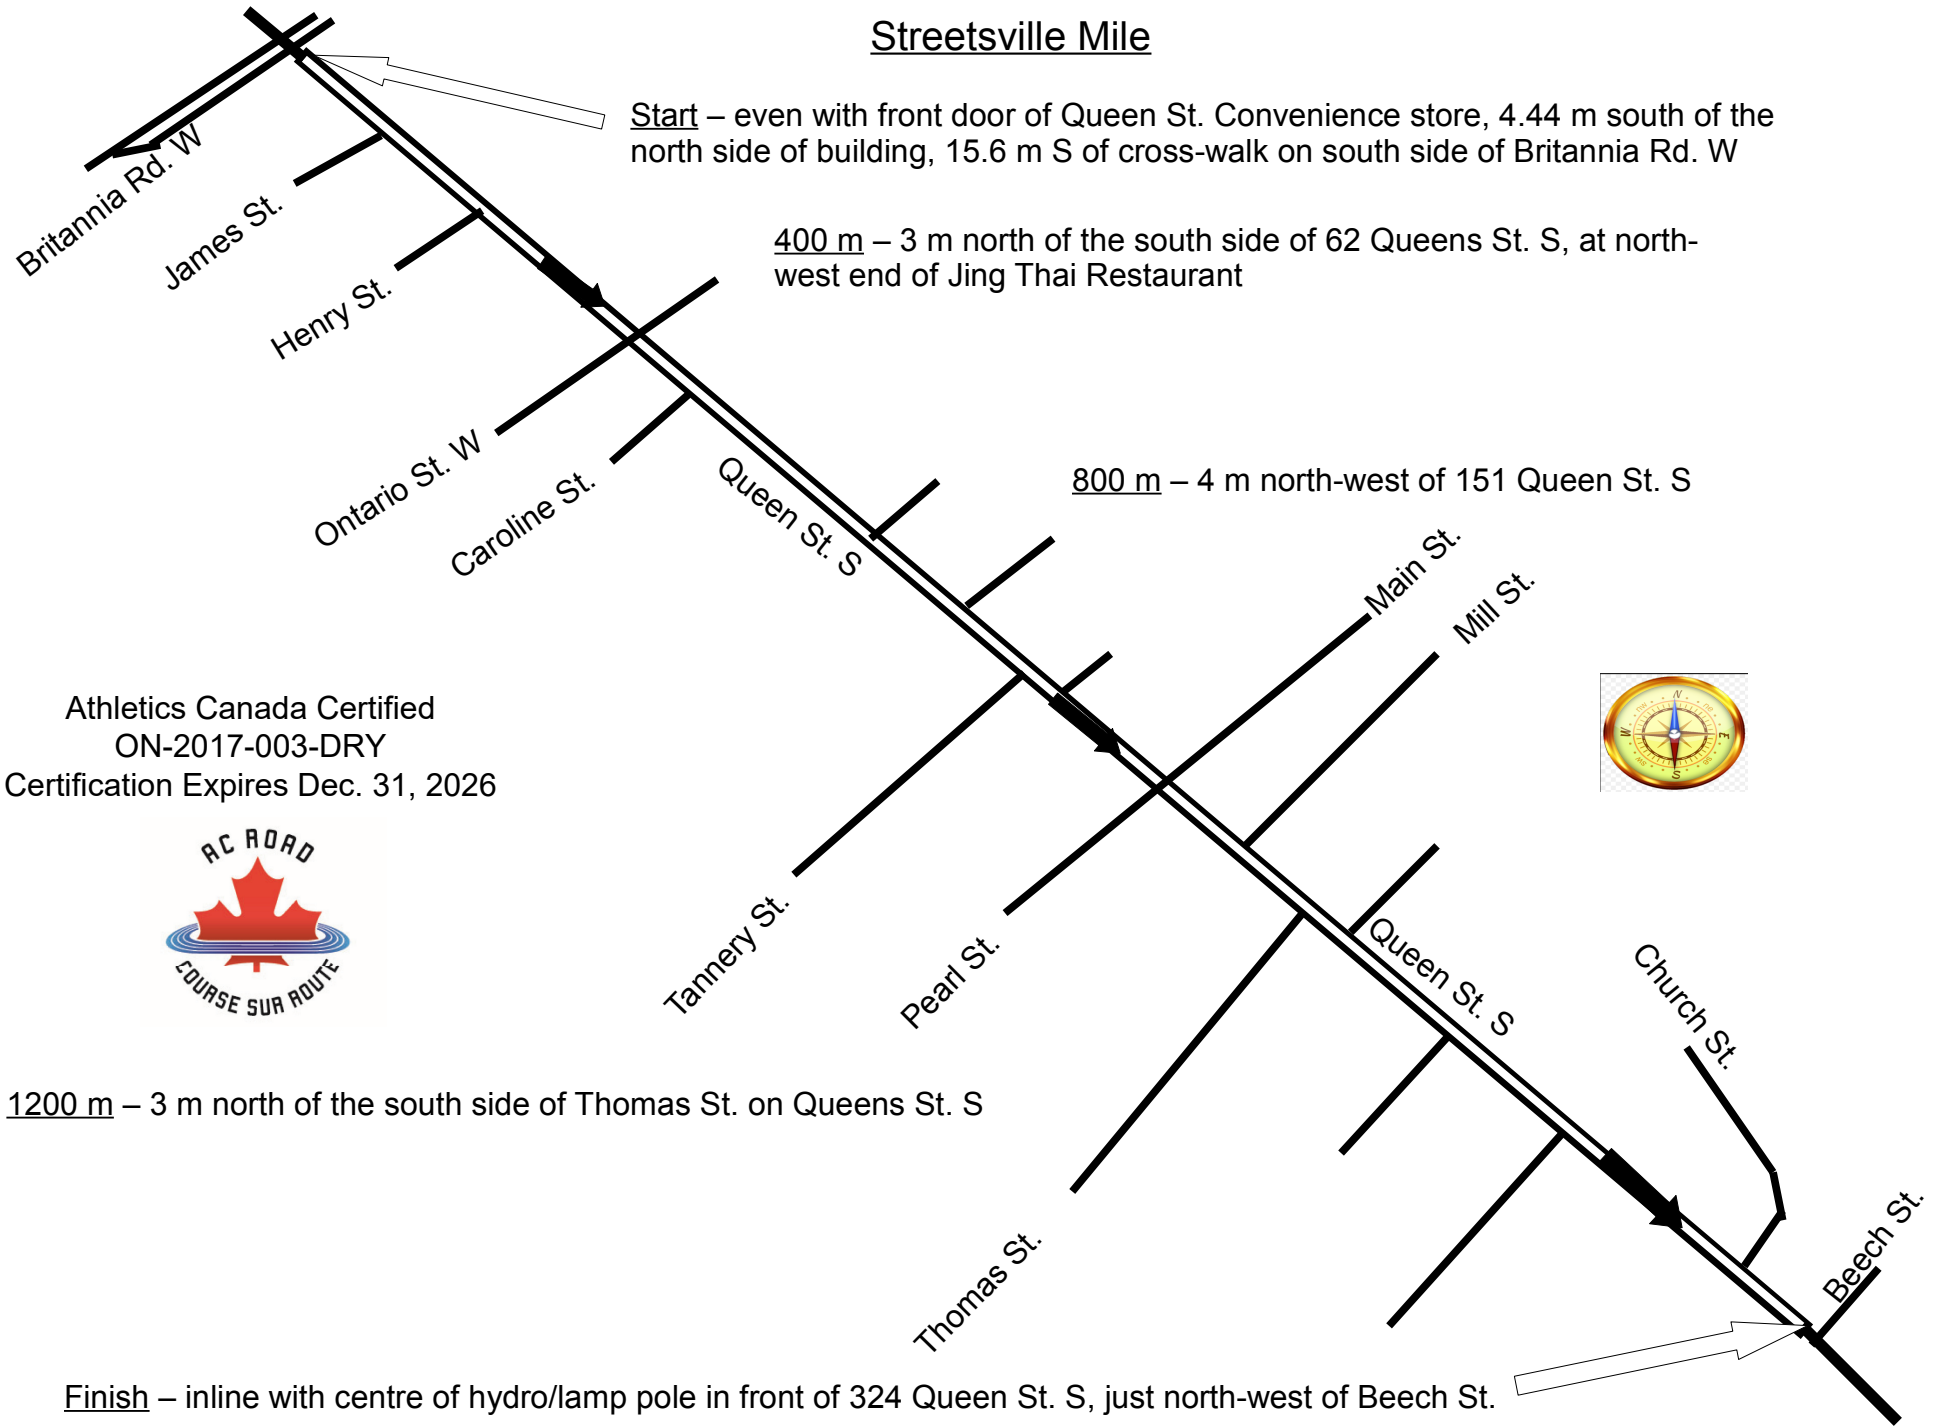 Streetsville Mile
Start – even with front door of Queen St. Convenience store, 4.44 m south of the
north side of building, 15.6 m S of cross-walk on south side of Britannia Rd. W
Britannia Rd. W
James St.
400 m – 3 m north of the south side of 62 Queens St. S, at north-
west end of Jing Thai Restaurant
Henry St.
Ontario St. W
Caroline St.
Queen St. S
800 m – 4 m north-west of 151 Queen St. S
Main St.
Mill St.
Athletics Canada Certified
ON-2017-003-DRY
Certification Expires Dec. 31, 2026
N
W
E
S
AC ROAD
COURSE SUR ROUTE
Tannery St.
Pearl St.
Queen St. S
Church St.
1200 m – 3 m north of the south side of Thomas St. on Queens St. S
Thomas St.
Beech St.
Finish – inline with centre of hydro/lamp pole in front of 324 Queen St. S, just north-west of Beech St.